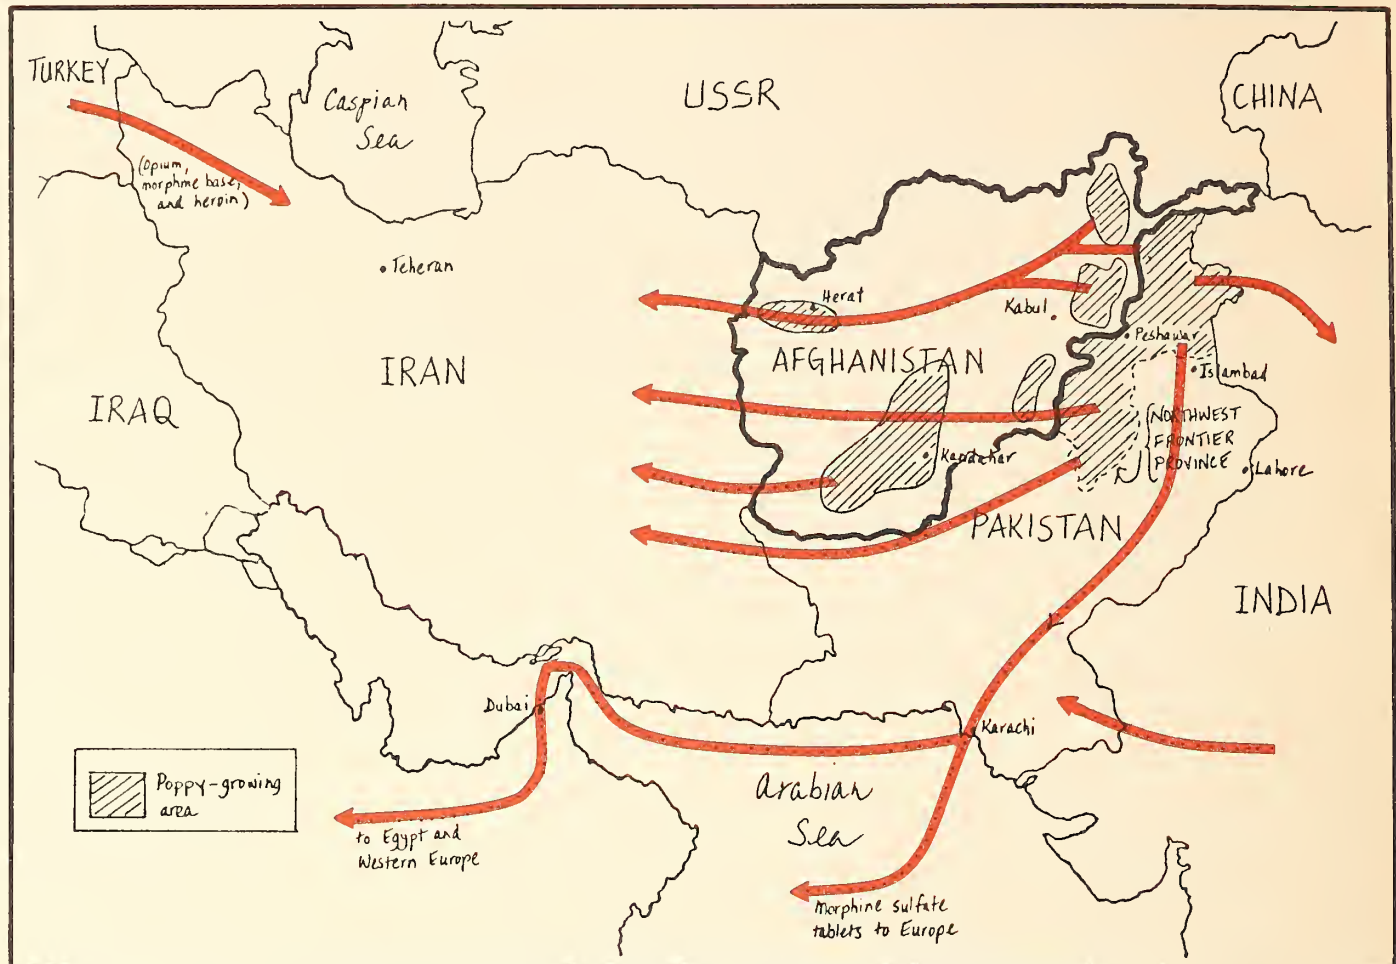 TURKEY
Caspian
Sea
USSR
CHINA
(Opium,
morphine base,
and heroin)
Teheran
Herat
Kabul
Peshawar
IRAN
AFGHANISTAN
Islambad
IRAQ
NORTHWEST
FRONTIER
PROVINCE
Kandahar
Lahore
PAKISTAN
INDIA
Dubai
Karachi
Poppy-growing
area
Arabian
Sea
to Egypt and
Western Europe
Morphine sulfate
tablets to Europe